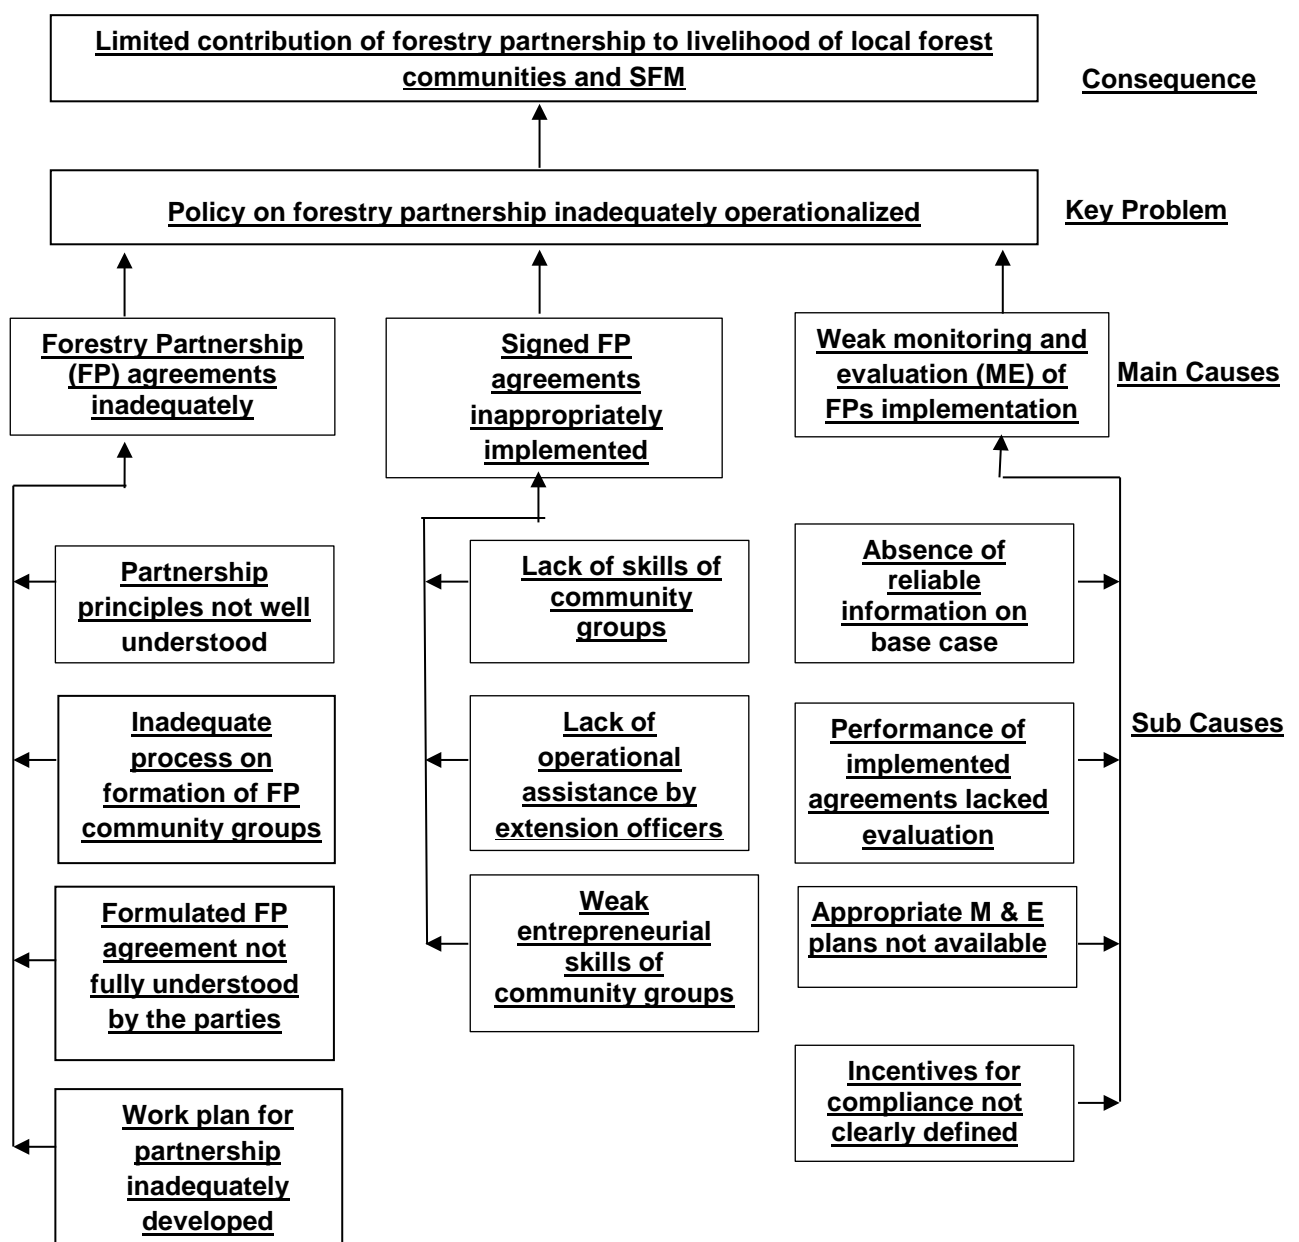 Limited contribution of forestry partnership to livelihood of local forest
communities and SFM
Consequence
Policy on forestry partnership inadequately operationalized
Key Problem
Forestry Partnership
(FP) agreements
inadequately
Signed FP
agreements
inappropriately
implemented
Weak monitoring and
evaluation (ME) of
FPs implementation
Main Causes
Partnership
principles not well
understood
Inadequate
process on
formation of FP
community groups
Formulated FP
agreement not
fully understood
by the parties
Work plan for
partnership
inadequately
developed
Lack of skills of
community
groups
Lack of
operational
assistance by
extension officers
Weak
entrepreneurial
skills of
community groups
Absence of
reliable
information on
base case
Performance of
implemented
agreements lacked
evaluation
Appropriate M & E
plans not available
Incentives for
compliance not
clearly defined
Sub Causes